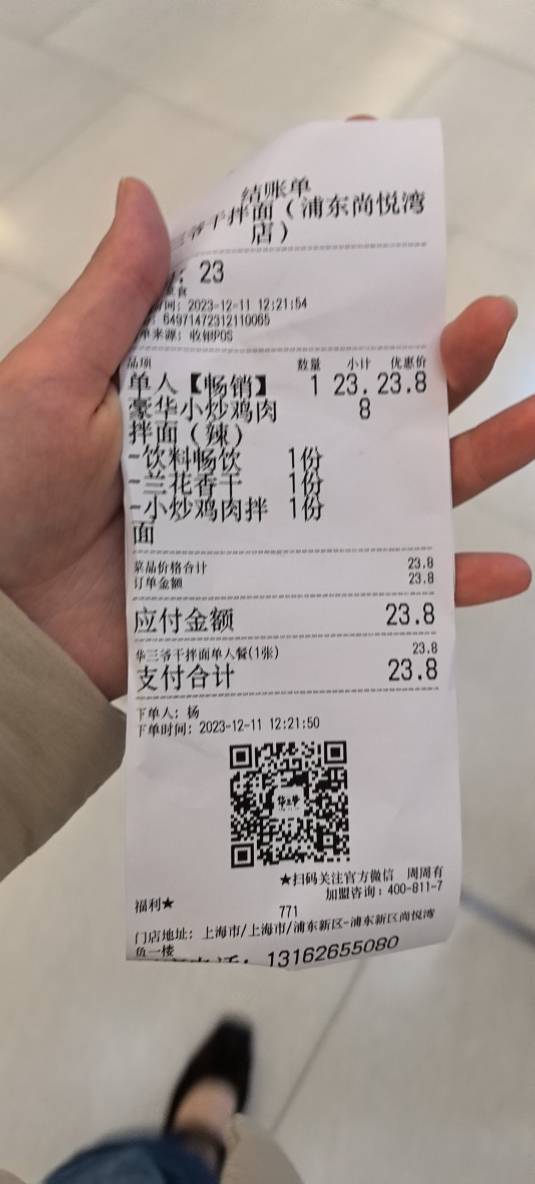 结账单
三爷干拌面（浦东尚悦湾
店）
: 23
食
间: 2023-12-11 12:21:54
: 64971472312110065
单来源: 收银POS
品项 数量 小计 优惠价
单人【畅销】 1 23. 23.8
豪华小炒鸡肉 8
拌面（辣）
-饮料畅饮 1份
-兰花香干 1份
-小炒鸡肉拌 1份
面
菜品价格合计 23.8
订单金额 23.8
应付金额 23.8
华三爷干拌面单人餐(1张) 23.8
支付合计 23.8
下单人: 杨
下单时间: 2023-12-11 12:21:50
★扫码关注官方微信 周周有
福利★ 加盟咨询: 400-811-7
771
门店地址: 上海市/上海市/浦东新区-浦东新区尚悦湾
负一楼
电话: 13162655080